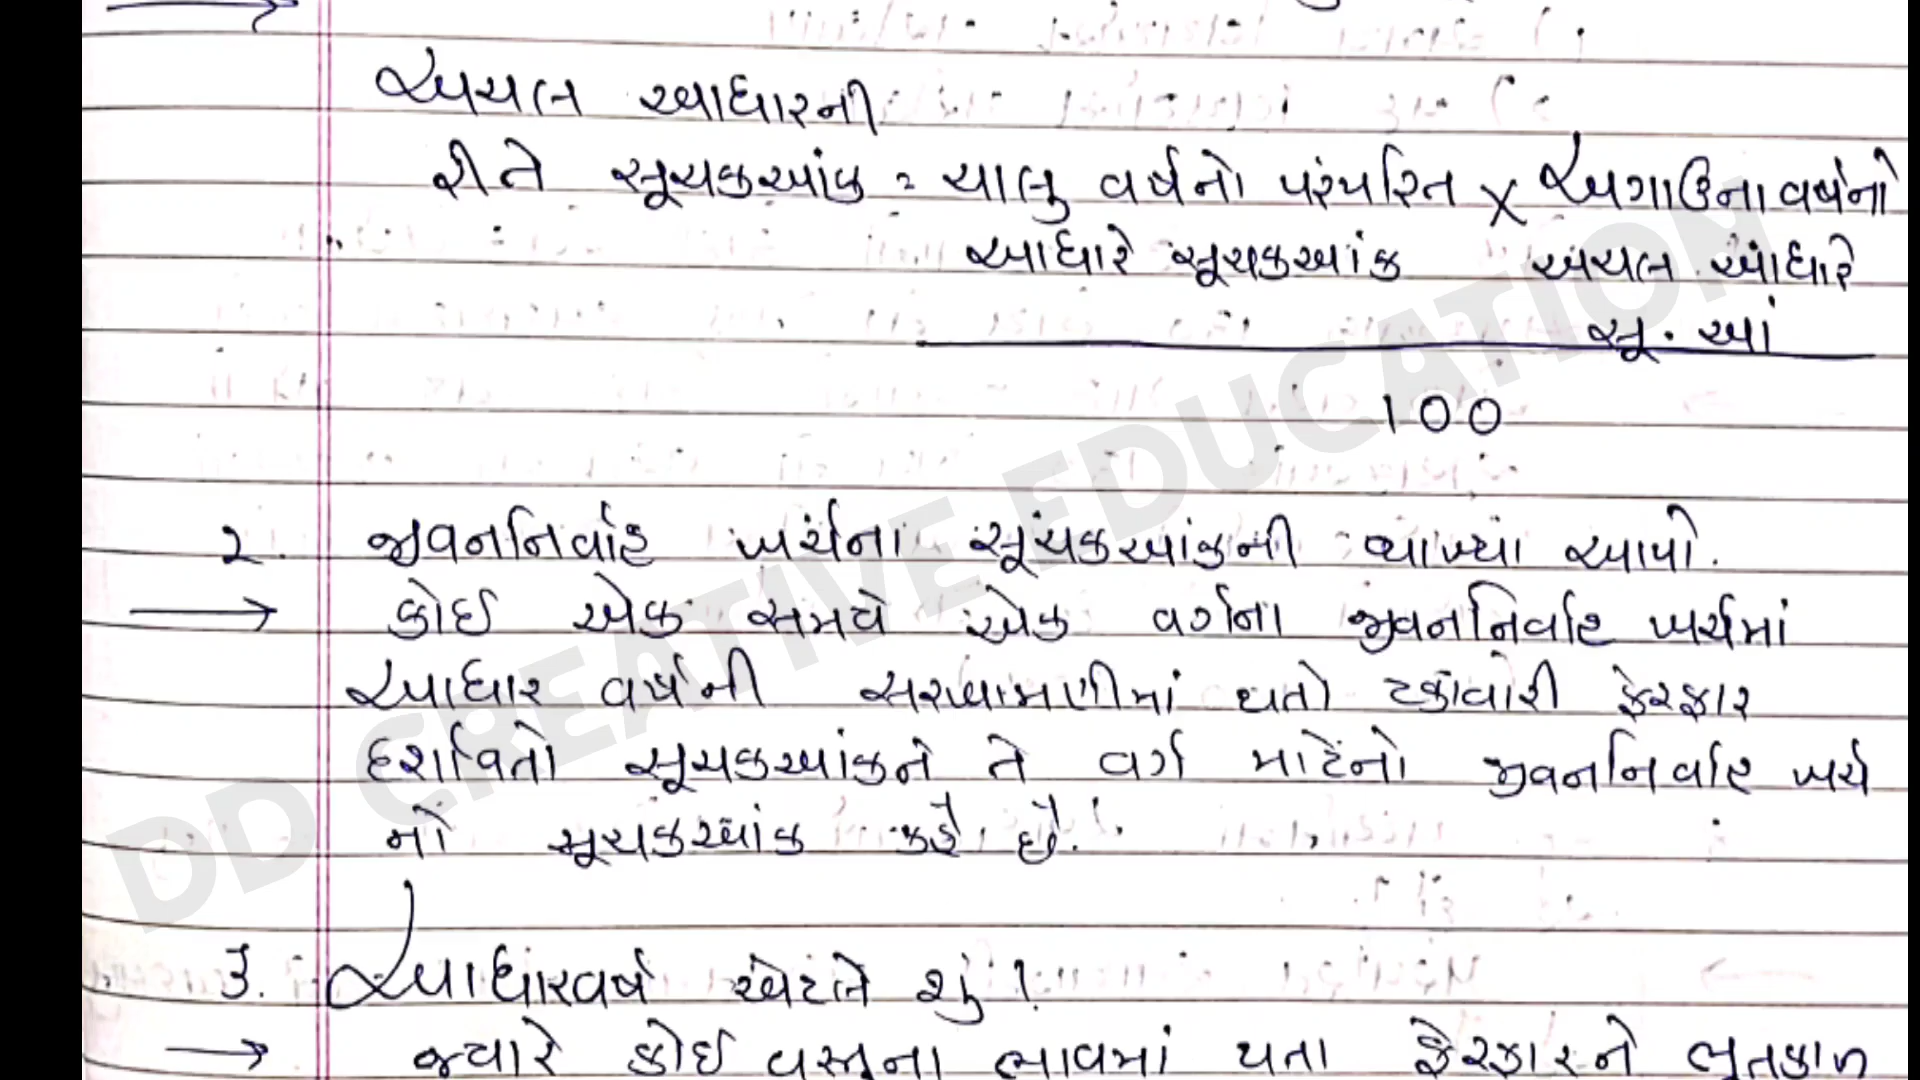 અચલ આધારની
રીતે સૂચકઆંક = ચાલુ વર્ષનો પરંપરિત × અગાઉના વર્ષનો
આધારે સૂચકઆંક અચલ આધારે
સૂ. આં
100
૨. જીવનનિર્વાહ ખર્ચના સૂચકઆંકની વ્યાખ્યા આપો.
→ કોઈ એક સમયે એક વર્ગના જીવનનિર્વાહ ખર્ચમાં
આધાર વર્ષની સરખામણીમાં થતો ટકાવારી ફેરફાર
દર્શાવતો સૂચકઆંકને તે વર્ગ માટેનો જીવનનિર્વાહ ખર્ચ
નો સૂચકઆંક કહે છે.
૩. આધારવર્ષ એટલે શું?
→ જ્યારે કોઈ વસ્તુના ભાવમાં થતા ફેરફારને ભૂતકાળ
DD CREATIVE EDUCATION